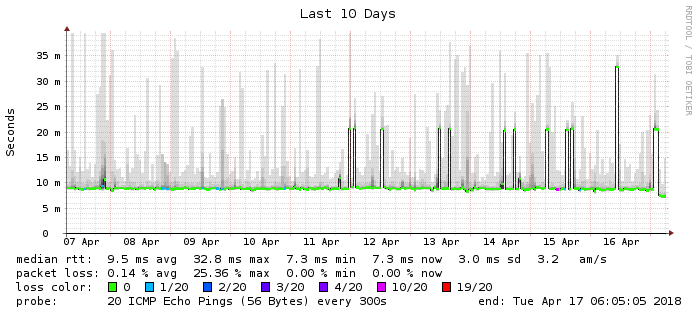 Last 10 Days
RRDTOOL / TOBI OETIKER
Seconds
35 m
30 m
25 m
20 m
15 m
10 m
5 m
0
07 Apr 08 Apr 09 Apr 10 Apr 11 Apr 12 Apr 13 Apr 14 Apr 15 Apr 16 Apr
median rtt: 9.5 ms avg 32.8 ms max 7.3 ms min 7.3 ms now 3.0 ms sd 3.2 am/s
packet loss: 0.14 % avg 25.36 % max 0.00 % min 0.00 % now
loss color: 0 1/20 2/20 3/20 4/20 10/20 19/20
probe: 20 ICMP Echo Pings (56 Bytes) every 300s end: Tue Apr 17 06:05:05 2018